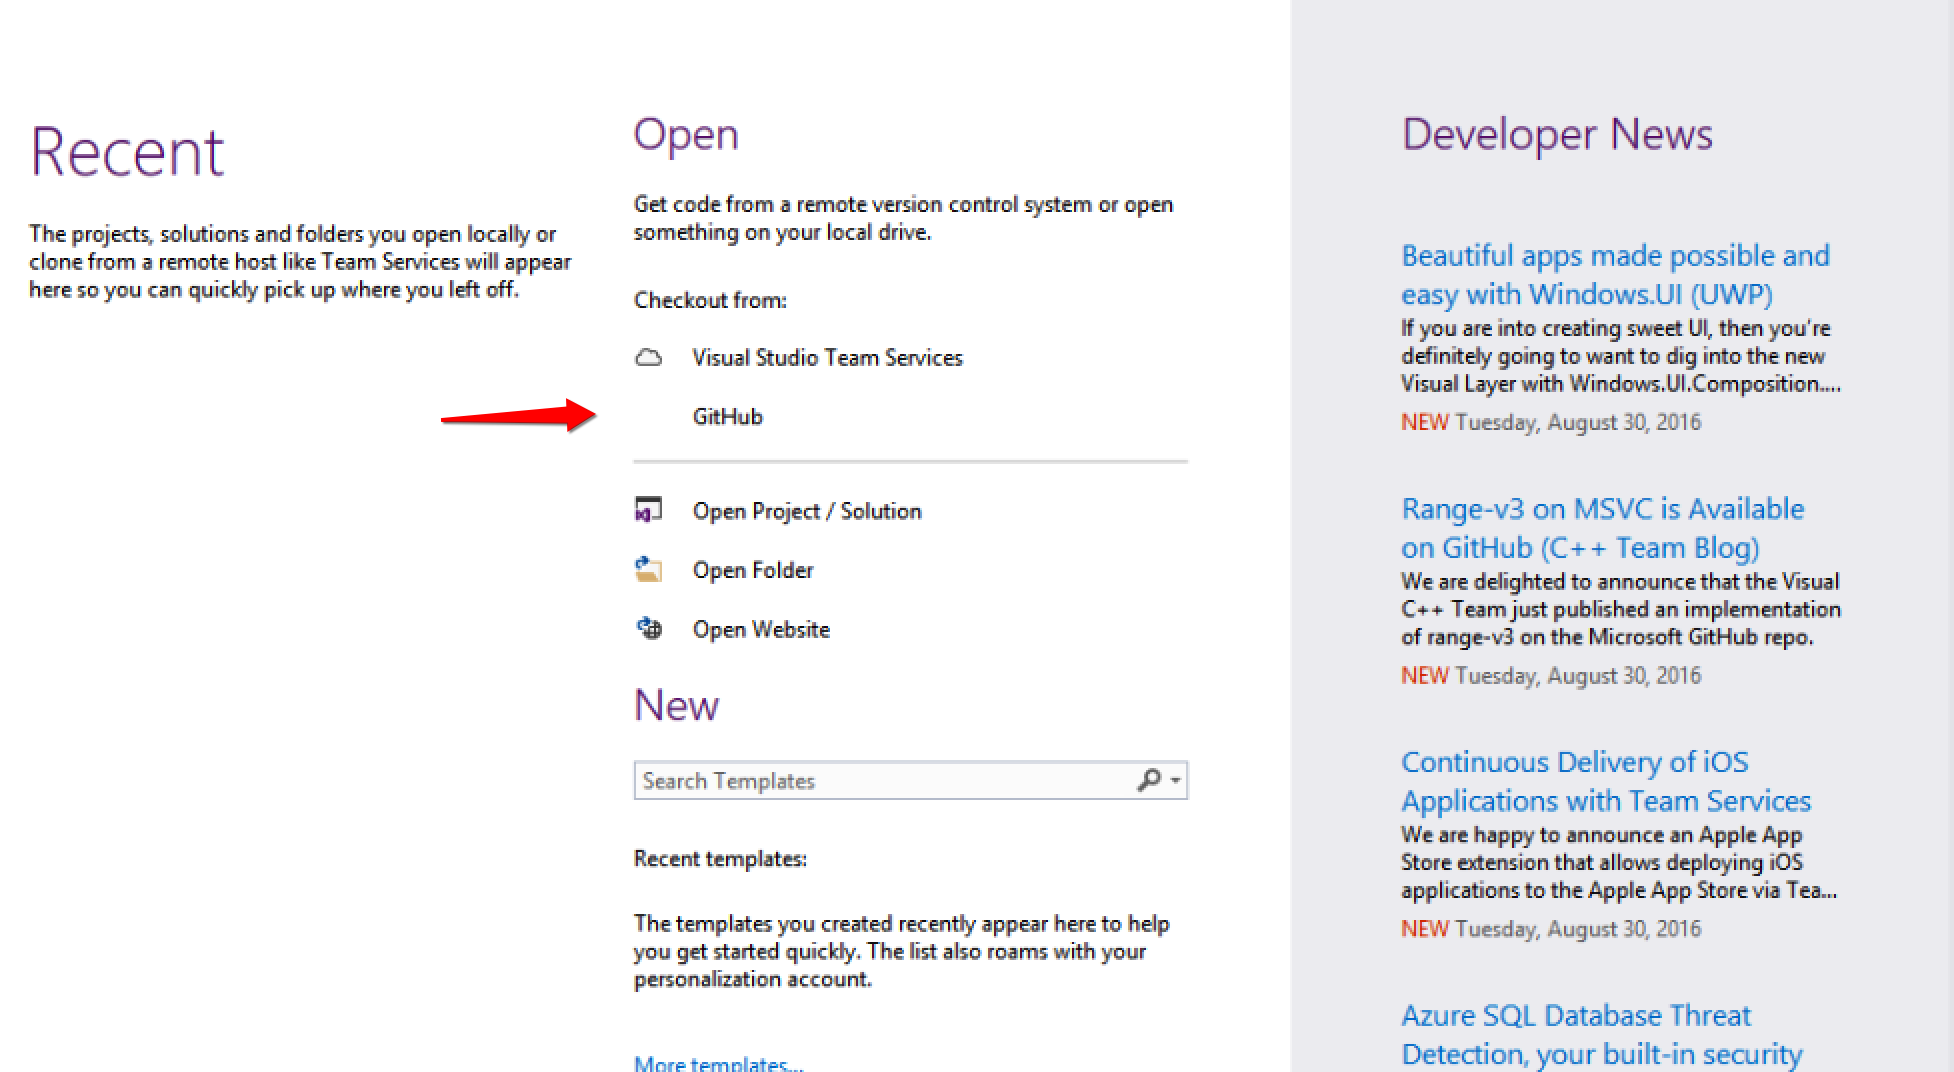 Recent
The projects, solutions and folders you open locally or
clone from a remote host like Team Services will appear
here so you can quickly pick up where you left off.
Open
Get code from a remote version control system or open
something on your local drive.
Checkout from:
Visual Studio Team Services
GitHub
Open Project / Solution
Open Folder
Open Website
New
Search Templates
Recent templates:
The templates you created recently appear here to help
you get started quickly. The list also roams with your
personalization account.
More templates...
Developer News
Beautiful apps made possible and
easy with Windows.UI (UWP)
If you are into creating sweet UI, then you're
definitely going to want to dig into the new
Visual Layer with Windows.UI.Composition....
NEW Tuesday, August 30, 2016
Range-v3 on MSVC is Available
on GitHub (C++ Team Blog)
We are delighted to announce that the Visual
C++ Team just published an implementation
of range-v3 on the Microsoft GitHub repo.
NEW Tuesday, August 30, 2016
Continuous Delivery of iOS
Applications with Team Services
We are happy to announce an Apple App
Store extension that allows deploying iOS
applications to the Apple App Store via Tea...
NEW Tuesday, August 30, 2016
Azure SQL Database Threat
Detection, your built-in security